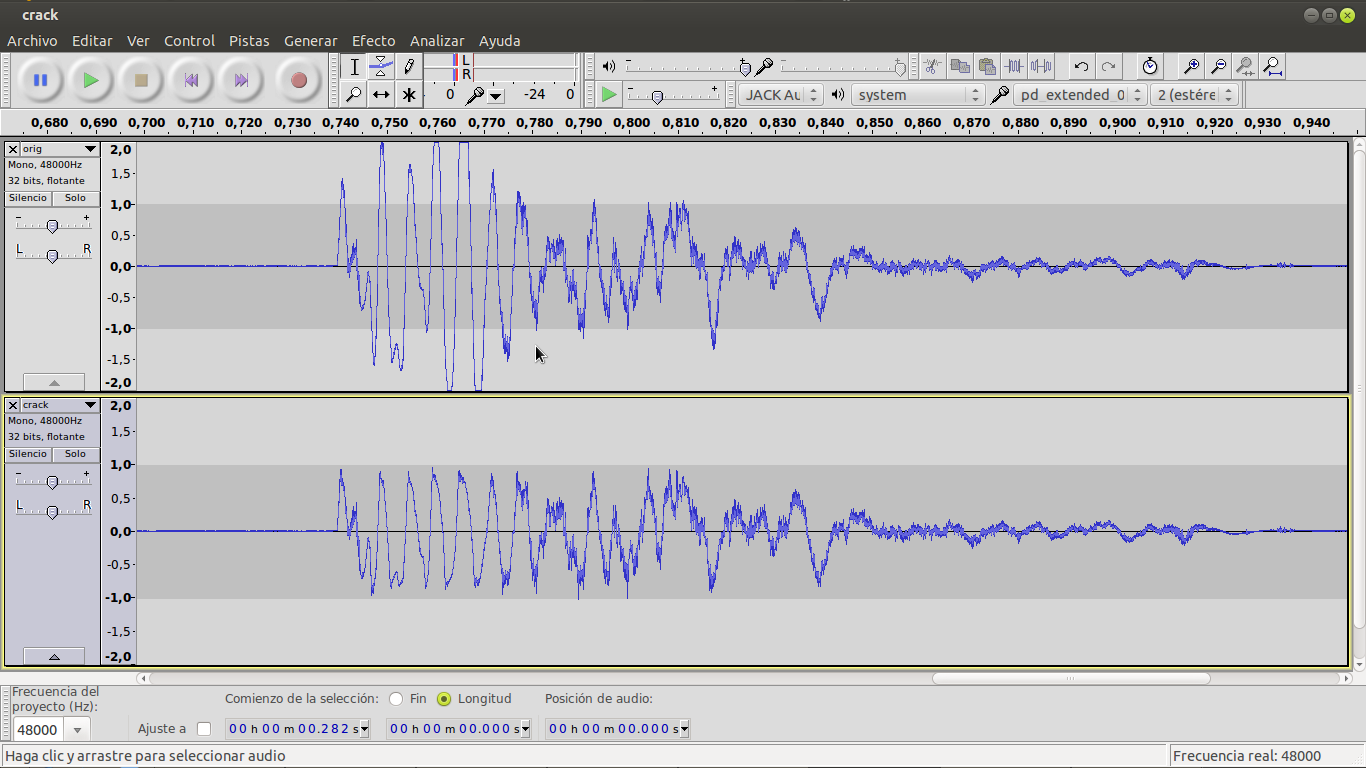 crack
Archivo Editar Ver Control Pistas Generar Efecto Analizar Ayuda
L
R
0 -24 0
JACK Au system pd_extended_0 2 (estére
0,680 0,690 0,700 0,710 0,720 0,730 0,740 0,750 0,760 0,770 0,780 0,790 0,800 0,810 0,820 0,830 0,840 0,850 0,860 0,870 0,880 0,890 0,900 0,910 0,920 0,930 0,940
orig
Mono, 48000Hz
32 bits, flotante
Silencio Solo
- +
L R
2,0
1,5
1,0
0,5
0,0
-0,5
-1,0
-1,5
-2,0
crack
Mono, 48000Hz
32 bits, flotante
Silencio Solo
- +
L R
2,0
1,5
1,0
0,5
0,0
-0,5
-1,0
-1,5
-2,0
Frecuencia del
proyecto (Hz):
48000
Comienzo de la selección: Fin Longitud Posición de audio:
Ajuste a 00 h 00 m 00.282 s 00 h 00 m 00.000 s 00 h 00 m 00.000 s
Haga clic y arrastre para seleccionar audio Frecuencia real: 48000